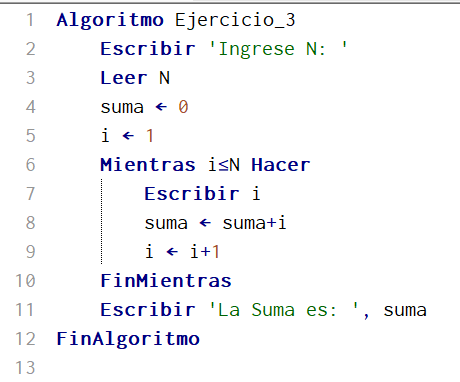 1 Algoritmo Ejercicio_3
2 Escribir 'Ingrese N: '
3 Leer N
4 suma ← 0
5 i ← 1
6 Mientras i≤N Hacer
7 Escribir i
8 suma ← suma+i
9 i ← i+1
10 FinMientras
11 Escribir 'La Suma es: ', suma
12 FinAlgoritmo
13